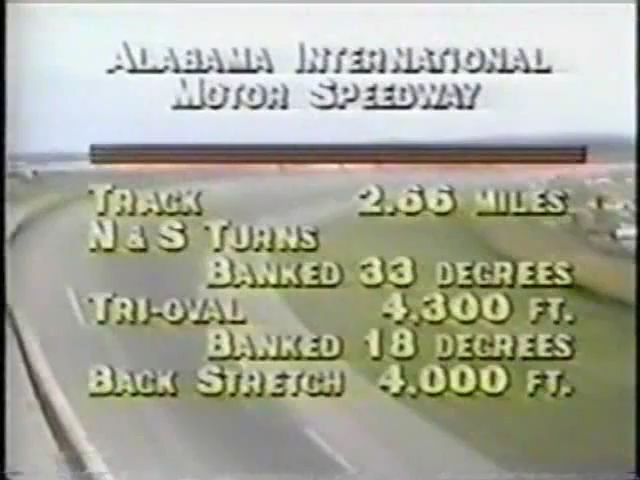 ALABAMA INTERNATIONAL
MOTOR SPEEDWAY
TRACK 2.66 MILES
N & S TURNS
BANKED 33 DEGREES
TRI-OVAL 4,300 FT.
BANKED 18 DEGREES
BACK STRETCH 4,000 FT.